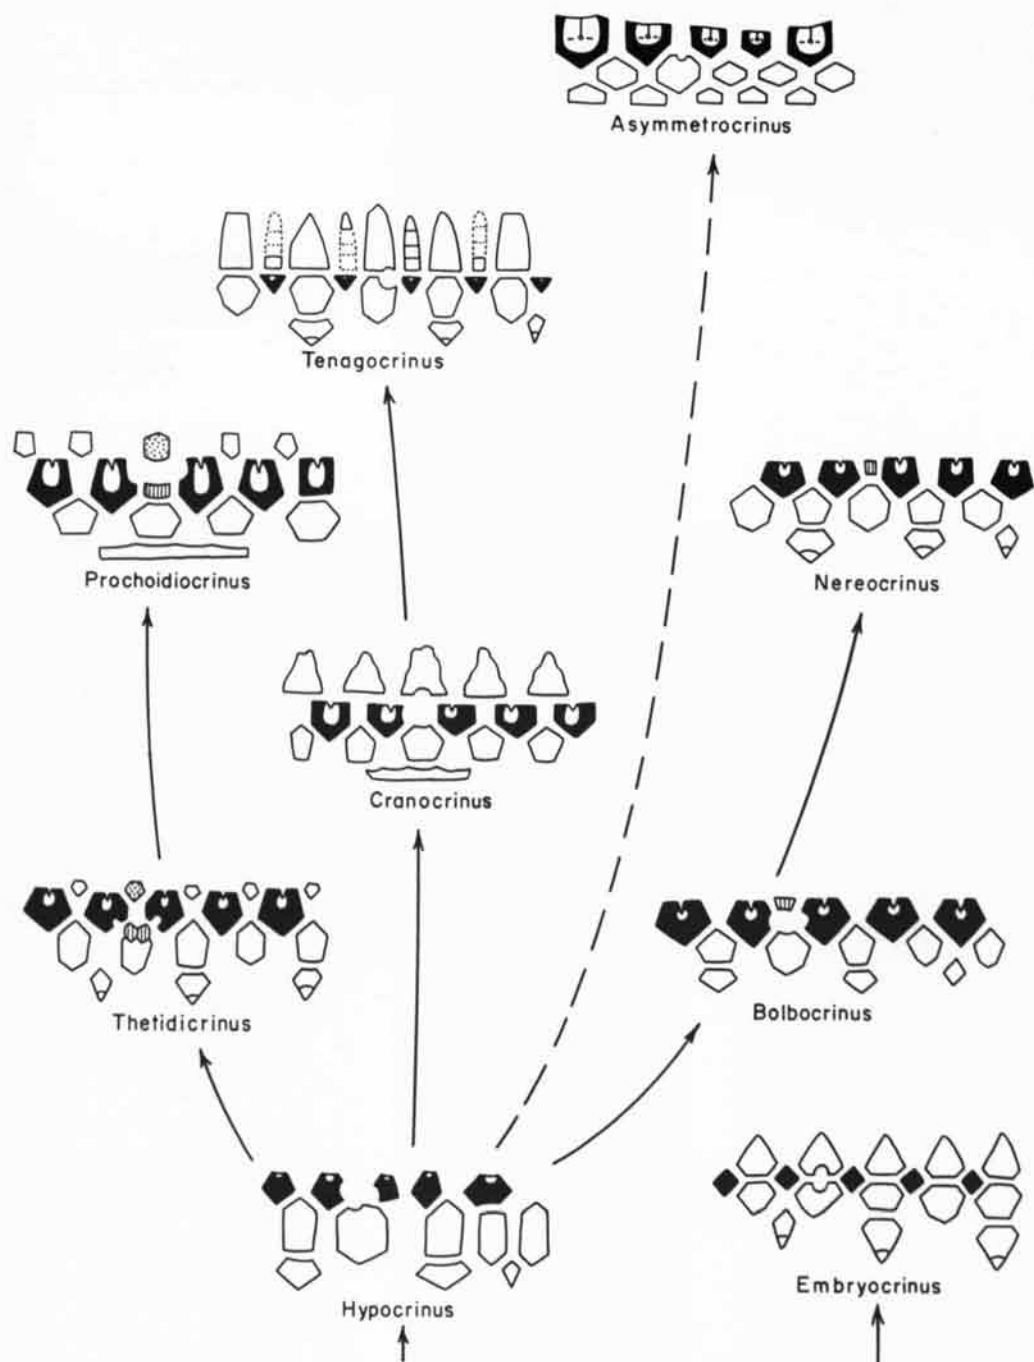 Asymmetrocrinus
Tenagocrinus
Prochoidiocrinus
Nereocrinus
Cranocrinus
Thetidicrinus
Bolbocrinus
Embryocrinus
Hypocrinus